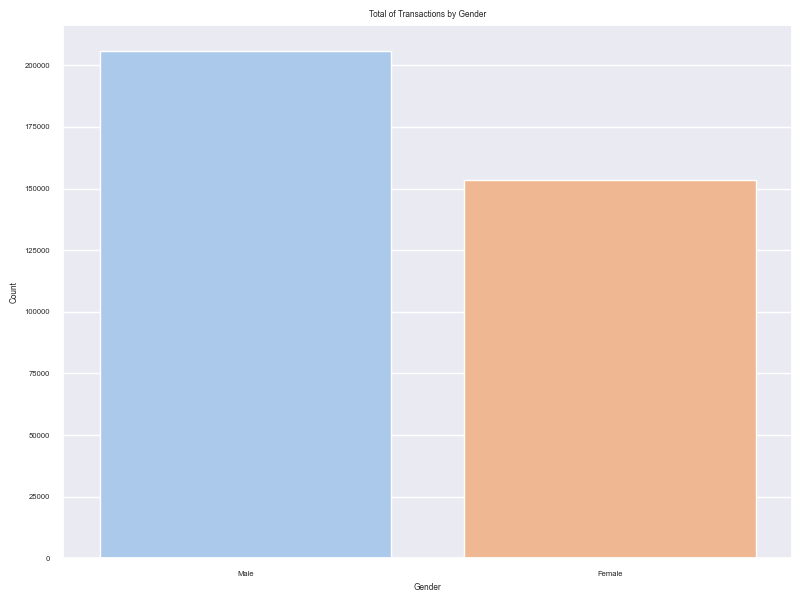 Total of Transactions by Gender
200000
175000
150000
125000
100000
75000
50000
25000
0
Count
Male
Female
Gender